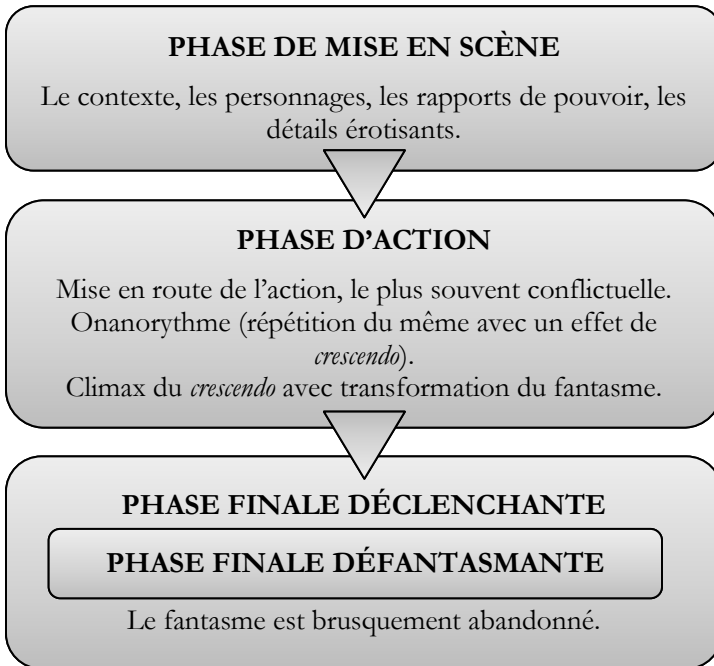 PHASE DE MISE EN SCÈNE
Le contexte, les personnages, les rapports de pouvoir, les
détails érotisants.
PHASE D’ACTION
Mise en route de l’action, le plus souvent conflictuelle.
Onanorythme (répétition du même avec un effet de
crescendo).
Climax du crescendo avec transformation du fantasme.
PHASE FINALE DÉCLENCHANTE
PHASE FINALE DÉFANTASMANTE
Le fantasme est brusquement abandonné.